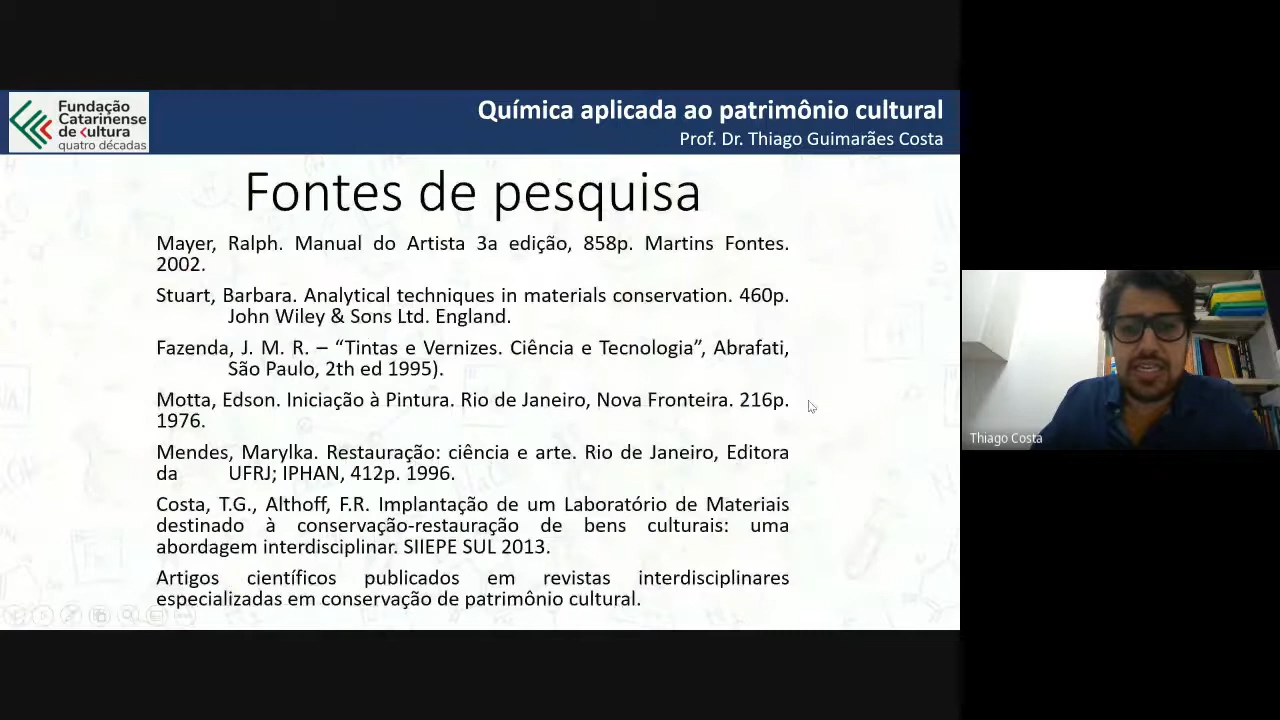 Fundação
Catarinense
de cultura
quatro décadas
Química aplicada ao patrimônio cultural
Prof. Dr. Thiago Guimarães Costa
Fontes de pesquisa
Mayer, Ralph. Manual do Artista 3a edição, 858p. Martins Fontes.
2002.
Stuart, Barbara. Analytical techniques in materials conservation. 460p.
John Wiley & Sons Ltd. England.
Fazenda, J. M. R. – “Tintas e Vernizes. Ciência e Tecnologia”, Abrafati,
São Paulo, 2th ed 1995).
Motta, Edson. Iniciação à Pintura. Rio de Janeiro, Nova Fronteira. 216p.
1976.
Mendes, Marylka. Restauração: ciência e arte. Rio de Janeiro, Editora
da UFRJ; IPHAN, 412p. 1996.
Costa, T.G., Althoff, F.R. Implantação de um Laboratório de Materiais
destinado à conservação-restauração de bens culturais: uma
abordagem interdisciplinar. SIIEPE SUL 2013.
Artigos científicos publicados em revistas interdisciplinares
especializadas em conservação de patrimônio cultural.
Thiago Costa